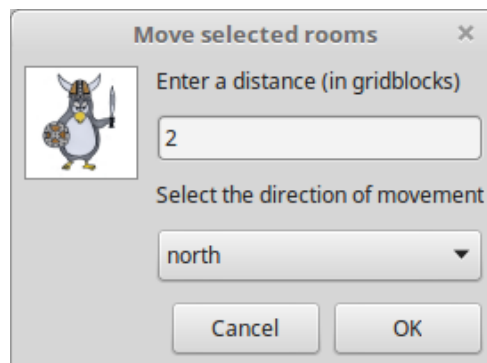 Move selected rooms
Enter a distance (in gridblocks)
2
Select the direction of movement
north
Cancel
OK